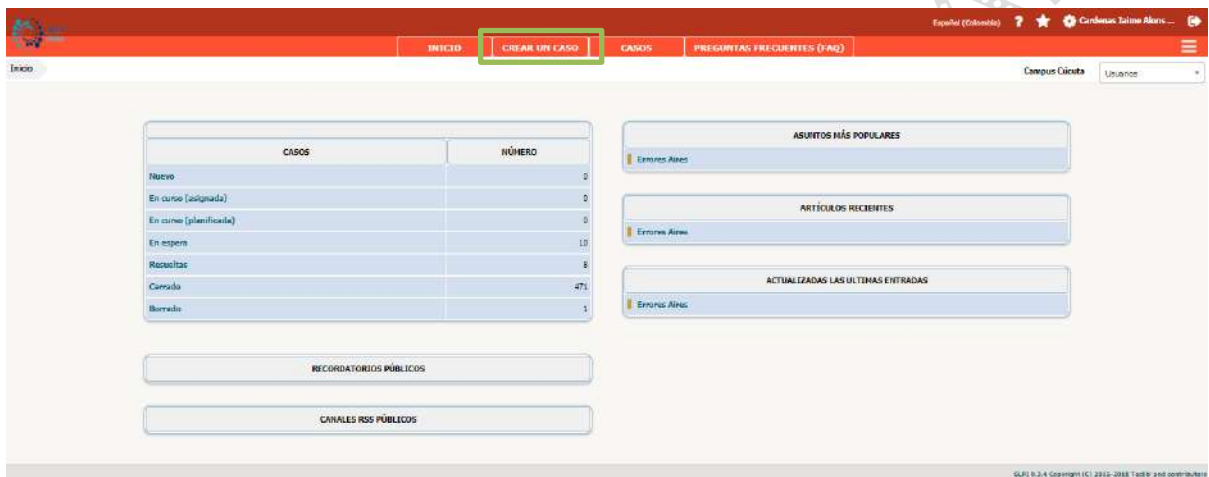 Español (Colombia) ? Cardenas Jaime Alons...
INICIO CREAR UN CASO CASOS PREGUNTAS FRECUENTES (FAQ)
Inicio
Campus Cúcuta Usuarios
CASOS NÚMERO
Nuevo 0
En curso (asignada) 0
En curso (planificada) 0
En espera 10
Resueltas 8
Cerrado 471
Borrado 1
RECORDATORIOS PÚBLICOS
CANALES RSS PÚBLICOS
ASUNTOS MÁS POPULARES
Errores Aires
ARTÍCULOS RECIENTES
Errores Aires
ACTUALIZADAS LAS ULTIMAS ENTRADAS
Errores Aires
GLPI 9.3.4 Copyright (C) 2015-2018 Teclib' and contributors